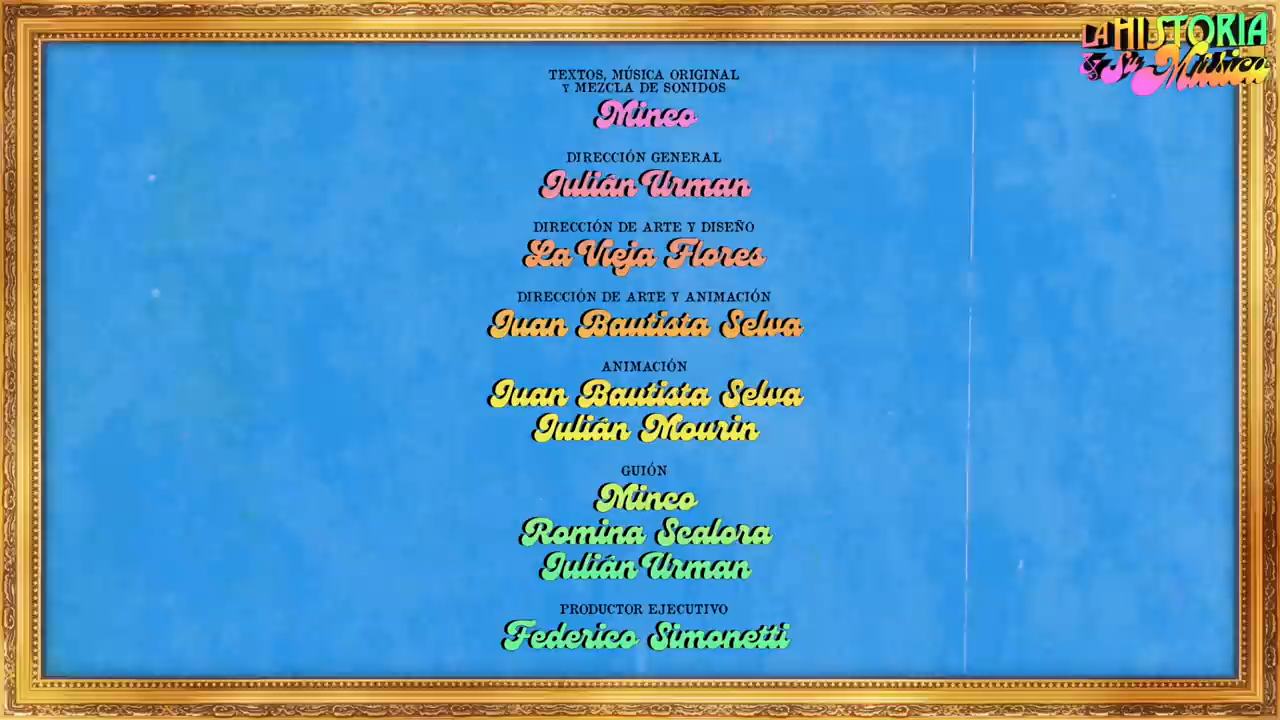 LA HISTORIA
& Su Música
TEXTOS, MÚSICA ORIGINAL
Y MEZCLA DE SONIDOS
Minco
DIRECCIÓN GENERAL
Julián Urman
DIRECCIÓN DE ARTE Y DISEÑO
La Vieja Flores
DIRECCIÓN DE ARTE Y ANIMACIÓN
Juan Bautista Selva
ANIMACIÓN
Juan Bautista Selva
Julián Mourin
GUIÓN
Minco
Romina Scalora
Julián Urman
PRODUCTOR EJECUTIVO
Federico Simonetti